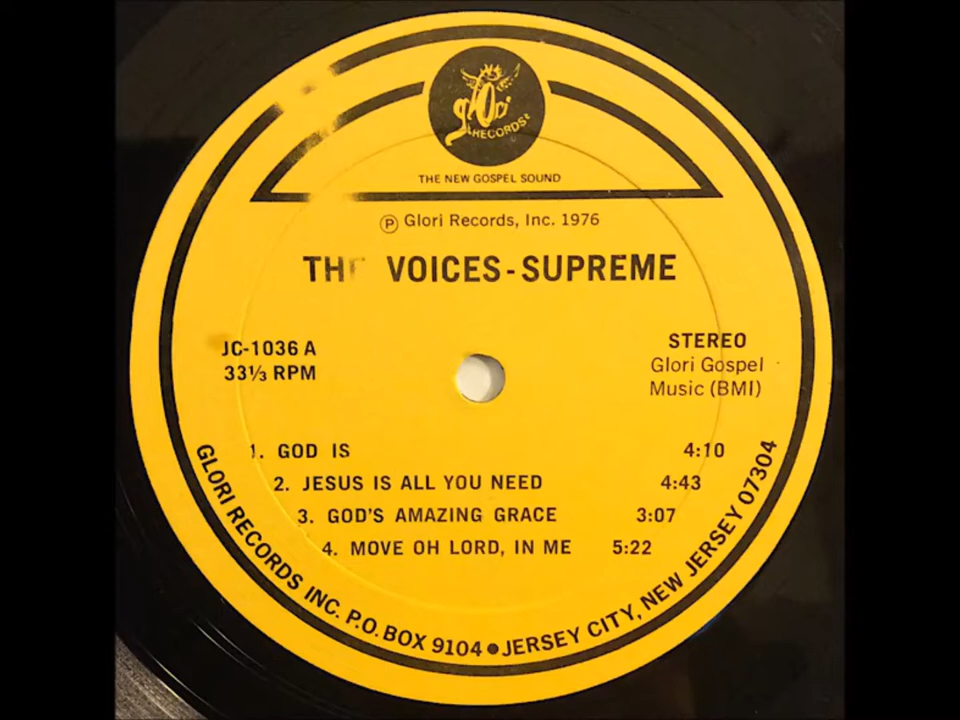 glori
RECORDS
THE NEW GOSPEL SOUND
Ⓟ Glori Records, Inc. 1976
THE VOICES-SUPREME
JC-1036 A
33⅓ RPM
STEREO
Glori Gospel
Music (BMI)
1. GOD IS 4:10
2. JESUS IS ALL YOU NEED 4:43
3. GOD'S AMAZING GRACE 3:07
4. MOVE OH LORD, IN ME 5:22
GLORI RECORDS INC. P.O. BOX 9104 ● JERSEY CITY, NEW JERSEY 07304